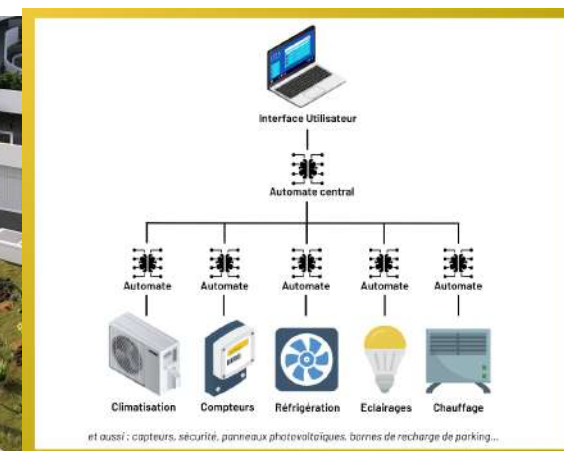 Interface Utilisateur
Automate central
Automate Automate Automate Automate Automate
Climatisation Compteurs Réfrigération Eclairages Chauffage
et aussi : capteurs, sécurité, panneaux photovoltaïques, bornes de recharge de parking...